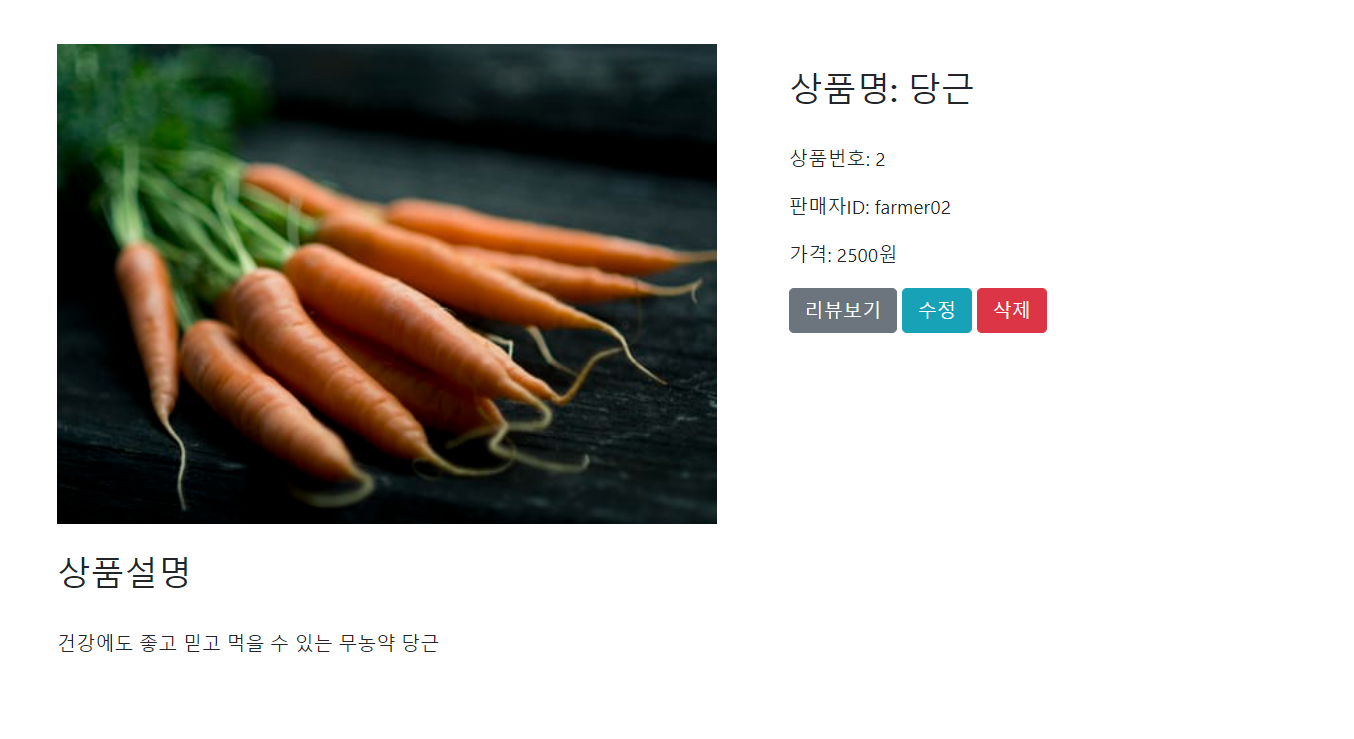 상품명: 당근
상품번호: 2
판매자ID: farmer02
가격: 2500원
리뷰보기 수정 삭제
상품설명
건강에도 좋고 믿고 먹을 수 있는 무농약 당근